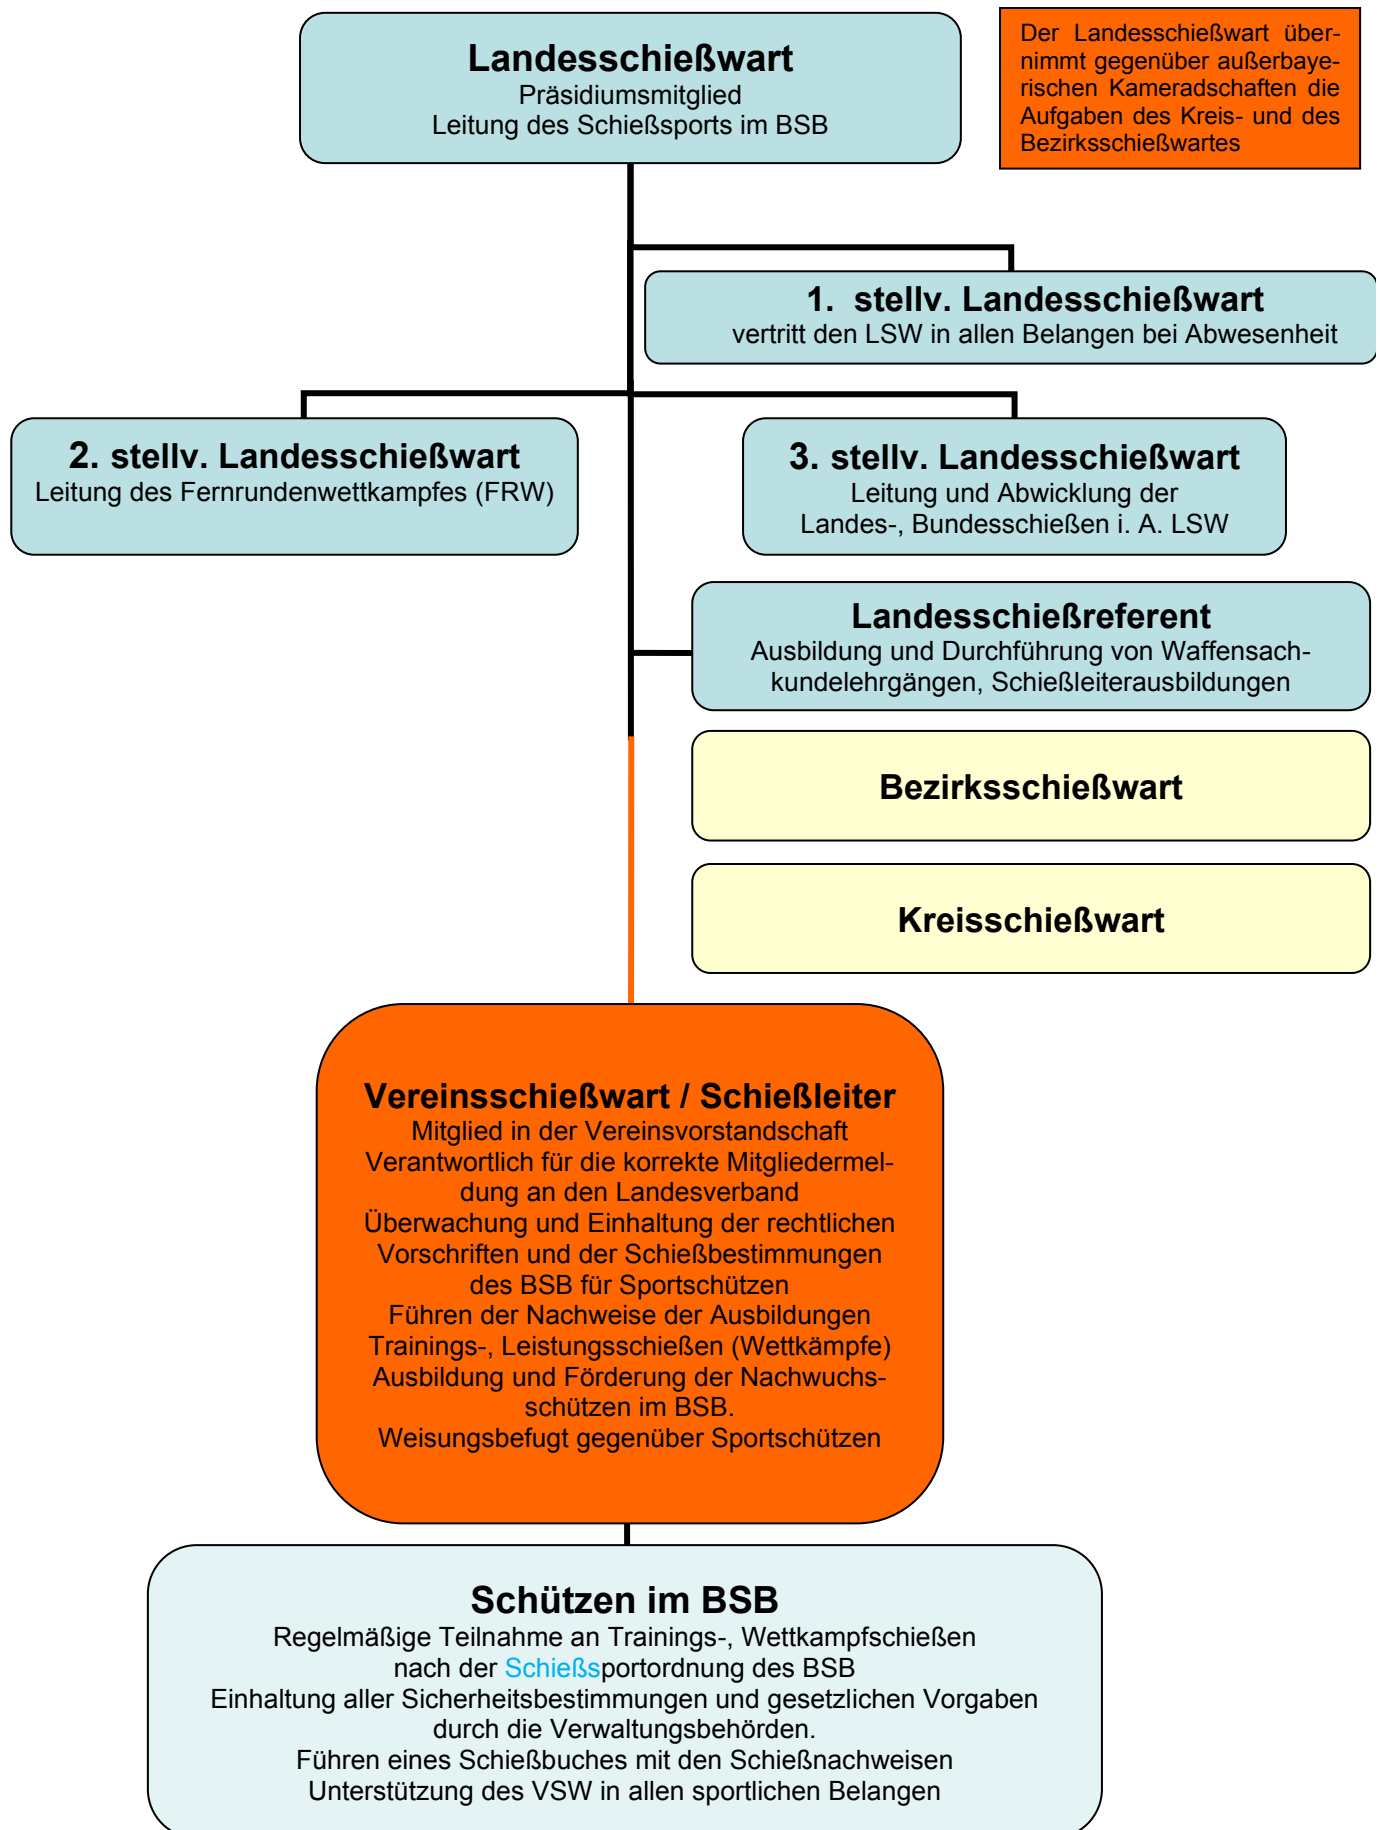 Landesschießwart
Präsidiumsmitglied
Leitung des Schießsports im BSB
Der Landesschießwart über-
nimmt gegenüber außerbaye-
rischen Kameradschaften die
Aufgaben des Kreis- und des
Bezirksschießwartes
1. stellv. Landesschießwart
vertritt den LSW in allen Belangen bei Abwesenheit
2. stellv. Landesschießwart
Leitung des Fernrundenwettkampfes (FRW)
3. stellv. Landesschießwart
Leitung und Abwicklung der
Landes-, Bundesschießen i. A. LSW
Landesschießreferent
Ausbildung und Durchführung von Waffensach-
kundelehrgängen, Schießleiterausbildungen
Bezirksschießwart
Kreisschießwart
Vereinsschießwart / Schießleiter
Mitglied in der Vereinsvorstandschaft
Verantwortlich für die korrekte Mitgliedermel-
dung an den Landesverband
Überwachung und Einhaltung der rechtlichen
Vorschriften und der Schießbestimmungen
des BSB für Sportschützen
Führen der Nachweise der Ausbildungen
Trainings-, Leistungsschießen (Wettkämpfe)
Ausbildung und Förderung der Nachwuchs-
schützen im BSB.
Weisungsbefugt gegenüber Sportschützen
Schützen im BSB
Regelmäßige Teilnahme an Trainings-, Wettkampfschießen
nach der Schießsportordnung des BSB
Einhaltung aller Sicherheitsbestimmungen und gesetzlichen Vorgaben
durch die Verwaltungsbehörden.
Führen eines Schießbuches mit den Schießnachweisen
Unterstützung des VSW in allen sportlichen Belangen